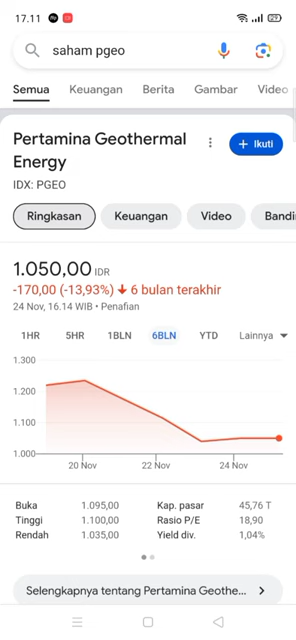 17.11
29
saham pgeo
Semua Keuangan Berita Gambar Video
Pertamina Geothermal
Energy
Ikuti
IDX: PGEO
Ringkasan Keuangan Video Bandi
1.050,00 IDR
-170,00 (-13,93%) ↓ 6 bulan terakhir
24 Nov, 16.14 WIB • Penafian
1HR 5HR 1BLN 6BLN YTD Lainnya
1.300
1.200
1.100
1.000
20 Nov 22 Nov 24 Nov
Buka 1.095,00 Kap. pasar 45,76 T
Tinggi 1.100,00 Rasio P/E 18,90
Rendah 1.035,00 Yield div. 1,04%
Selengkapnya tentang Pertamina Geothe...